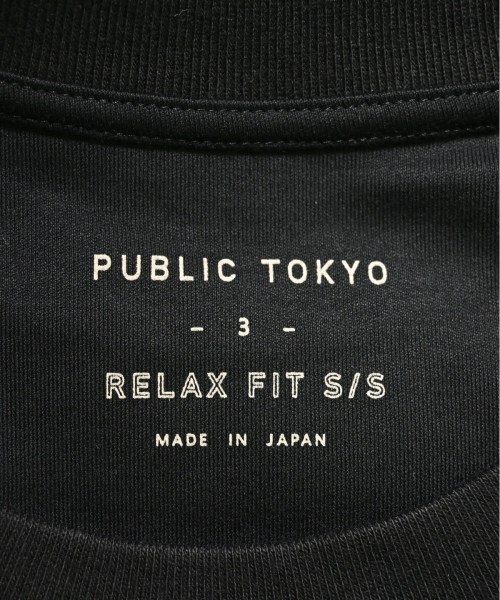 PUBLIC TOKYO
- 3 -
RELAX FIT S/S
MADE IN JAPAN